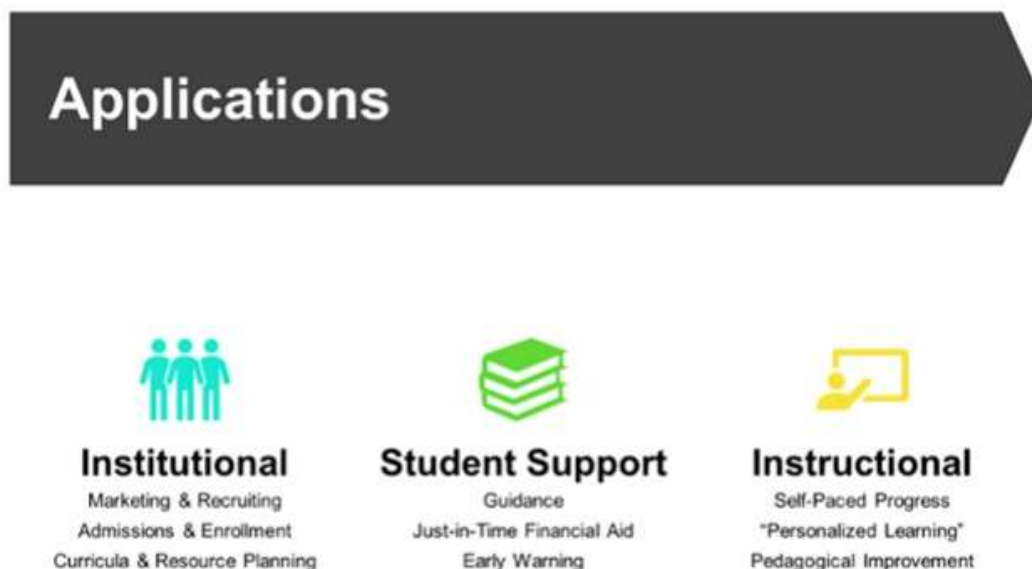 Applications
Institutional
Marketing & Recruiting
Admissions & Enrollment
Curricula & Resource Planning
Student Support
Guidance
Just-in-Time Financial Aid
Early Warning
Instructional
Self-Paced Progress
"Personalized Learning"
Pedagogical Improvement